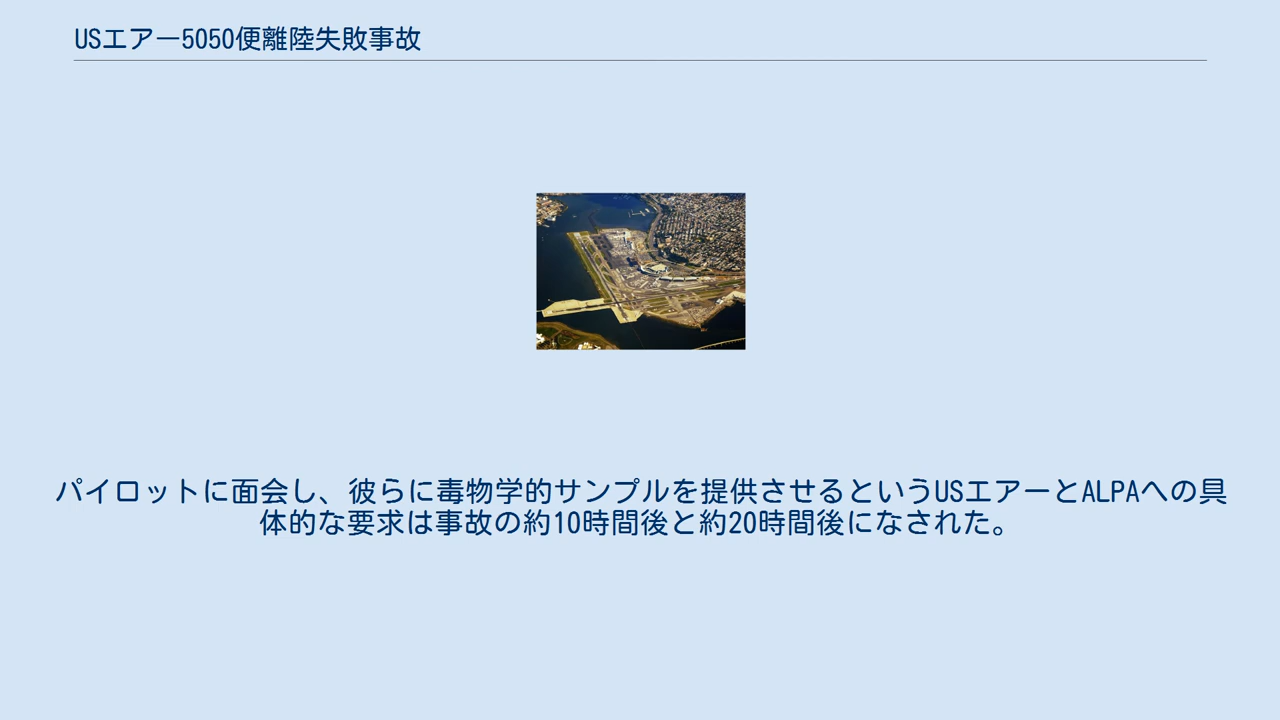 USエアー5050便離陸失敗事故
パイロットに面会し、彼らに毒物学的サンプルを提供させるというUSエアーとALPAへの具
体的な要求は事故の約10時間後と約20時間後になされた。